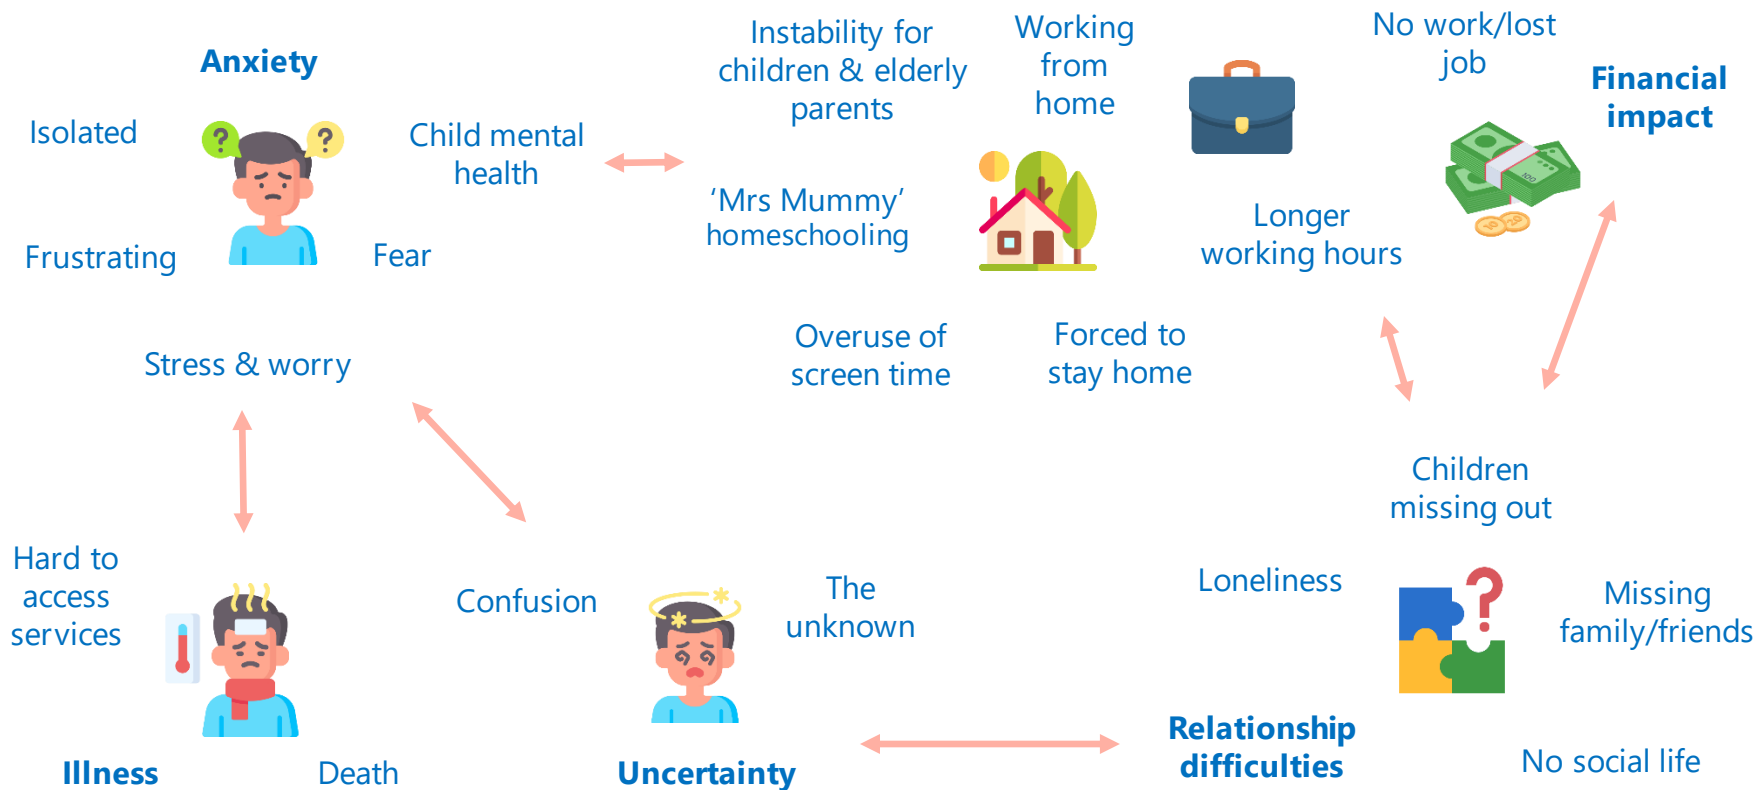 Anxiety
Isolated
Child mental
health
Frustrating
Fear
Stress & worry
Instability for
children & elderly
parents
Working
from
home
‘Mrs Mummy’
homeschooling
Overuse of
screen time
Forced to
stay home
Longer
working hours
No work/lost
job
Financial
impact
100
20
Hard to
access
services
Illness
Death
Confusion
The
unknown
Uncertainty
Children
missing out
Loneliness
Missing
family/friends
Relationship
difficulties
No social life